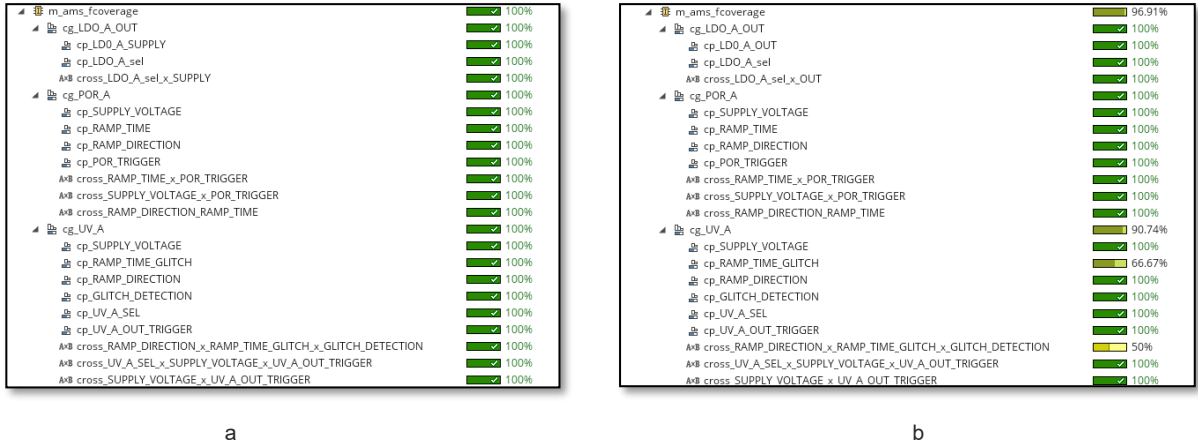 m_ams_fcoverage 100%
cg_LDO_A_OUT 100%
cp_LD0_A_SUPPLY 100%
cp_LDO_A_sel 100%
A×B cross_LDO_A_sel_x_SUPPLY 100%
cg_POR_A 100%
cp_SUPPLY_VOLTAGE 100%
cp_RAMP_TIME 100%
cp_RAMP_DIRECTION 100%
cp_POR_TRIGGER 100%
A×B cross_RAMP_TIME_x_POR_TRIGGER 100%
A×B cross_SUPPLY_VOLTAGE_x_POR_TRIGGER 100%
A×B cross_RAMP_DIRECTION_RAMP_TIME 100%
cg_UV_A 100%
cp_SUPPLY_VOLTAGE 100%
cp_RAMP_TIME_GLITCH 100%
cp_RAMP_DIRECTION 100%
cp_GLITCH_DETECTION 100%
cp_UV_A_SEL 100%
cp_UV_A_OUT_TRIGGER 100%
A×B cross_RAMP_DIRECTION_x_RAMP_TIME_GLITCH_x_GLITCH_DETECTION 100%
A×B cross_UV_A_SEL_x_SUPPLY_VOLTAGE_x_UV_A_OUT_TRIGGER 100%
A×B cross_SUPPLY_VOLTAGE_x_UV_A_OUT_TRIGGER 100%
a
m_ams_fcoverage 96.91%
cg_LDO_A_OUT 100%
cp_LD0_A_OUT 100%
cp_LDO_A_sel 100%
A×B cross_LDO_A_sel_x_OUT 100%
cg_POR_A 100%
cp_SUPPLY_VOLTAGE 100%
cp_RAMP_TIME 100%
cp_RAMP_DIRECTION 100%
cp_POR_TRIGGER 100%
A×B cross_RAMP_TIME_x_POR_TRIGGER 100%
A×B cross_SUPPLY_VOLTAGE_x_POR_TRIGGER 100%
A×B cross_RAMP_DIRECTION_RAMP_TIME 100%
cg_UV_A 90.74%
cp_SUPPLY_VOLTAGE 100%
cp_RAMP_TIME_GLITCH 66.67%
cp_RAMP_DIRECTION 100%
cp_GLITCH_DETECTION 100%
cp_UV_A_SEL 100%
cp_UV_A_OUT_TRIGGER 100%
A×B cross_RAMP_DIRECTION_x_RAMP_TIME_GLITCH_x_GLITCH_DETECTION 50%
A×B cross_UV_A_SEL_x_SUPPLY_VOLTAGE_x_UV_A_OUT_TRIGGER 100%
A×B cross_SUPPLY_VOLTAGE_x_UV_A_OUT_TRIGGER 100%
b